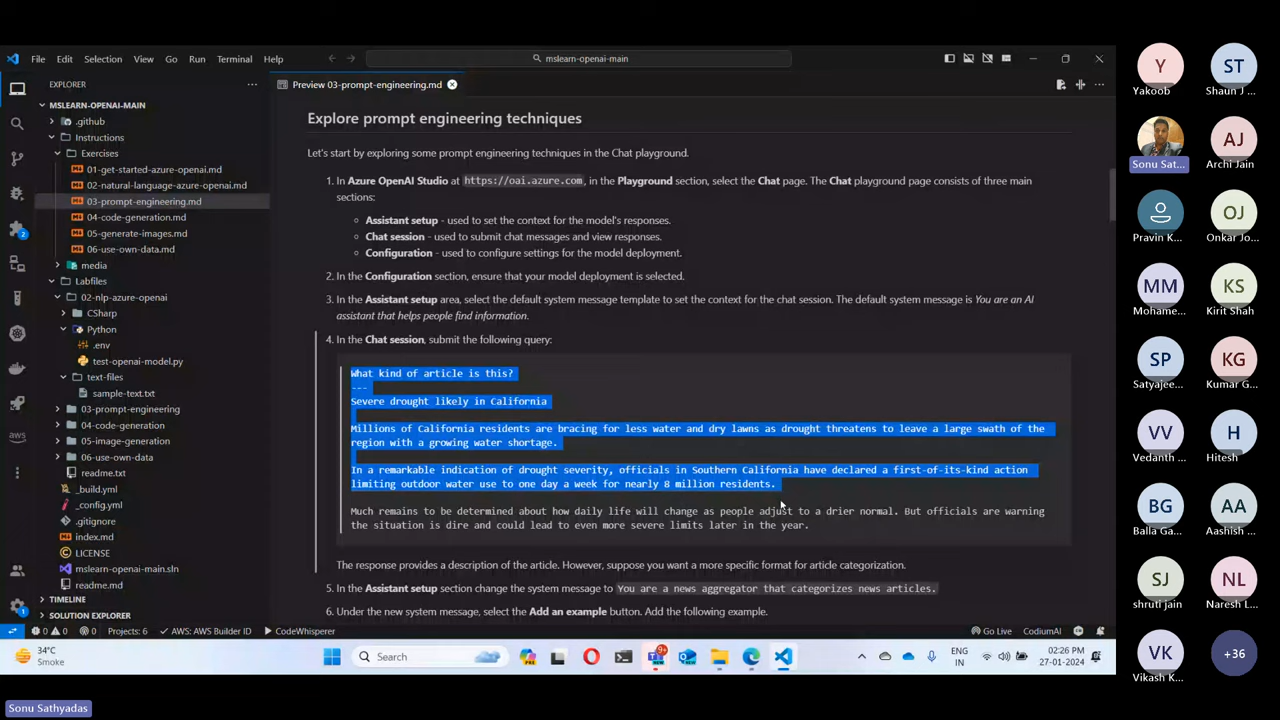 File Edit Selection View Go Run Terminal Help
mslearn-openai-main
EXPLORER
MSLEARN-OPENAI-MAIN
.github
Instructions
Exercises
01-get-started-azure-openai.md
02-natural-language-azure-openai.md
03-prompt-engineering.md
04-code-generation.md
05-generate-images.md
06-use-own-data.md
media
Labfiles
02-nlp-azure-openai
CSharp
Python
.env
test-openai-model.py
text-files
sample-text.txt
03-prompt-engineering
04-code-generation
05-image-generation
06-use-own-data
readme.txt
_build.yml
_config.yml
.gitignore
index.md
LICENSE
mslearn-openai-main.sln
readme.md
TIMELINE
SOLUTION EXPLORER
Preview 03-prompt-engineering.md
Explore prompt engineering techniques
Let's start by exploring some prompt engineering techniques in the Chat playground.
1. In Azure OpenAI Studio at https://oai.azure.com, in the Playground section, select the Chat page. The Chat playground page consists of three main
sections:
• Assistant setup - used to set the context for the model's responses.
• Chat session - used to submit chat messages and view responses.
• Configuration - used to configure settings for the model deployment.
2. In the Configuration section, ensure that your model deployment is selected.
3. In the Assistant setup area, select the default system message template to set the context for the chat session. The default system message is You are an AI
assistant that helps people find information.
4. In the Chat session, submit the following query:
What kind of article is this?
---
Severe drought likely in California
Millions of California residents are bracing for less water and dry lawns as drought threatens to leave a large swath of the
region with a growing water shortage.
In a remarkable indication of drought severity, officials in Southern California have declared a first-of-its-kind action
limiting outdoor water use to one day a week for nearly 8 million residents.
Much remains to be determined about how daily life will change as people adjust to a drier normal. But officials are warning
the situation is dire and could lead to even more severe limits later in the year.
The response provides a description of the article. However, suppose you want a more specific format for article categorization.
5. In the Assistant setup section change the system message to You are a news aggregator that categorizes news articles.
6. Under the new system message, select the Add an example button. Add the following example.
0 0 0 Projects: 6 AWS: AWS Builder ID CodeWhisperer
Go Live CodiumAI
34°C
Smoke
Search
9+
ENG
IN
02:26 PM
27-01-2024
Sonu Sathyadas
Y
Yakoob
ST
Shaun J ...
Sonu Sat...
AJ
Archi Jain
Pravin K...
OJ
Onkar Jo...
MM
Mohame...
KS
Kirit Shah
SP
Satyajee...
KG
Kumar G...
VV
Vedanth ...
H
Hitesh
BG
Balla Ga...
AA
Aashish ...
SJ
shruti jain
NL
Naresh L...
VK
Vikash K...
+36